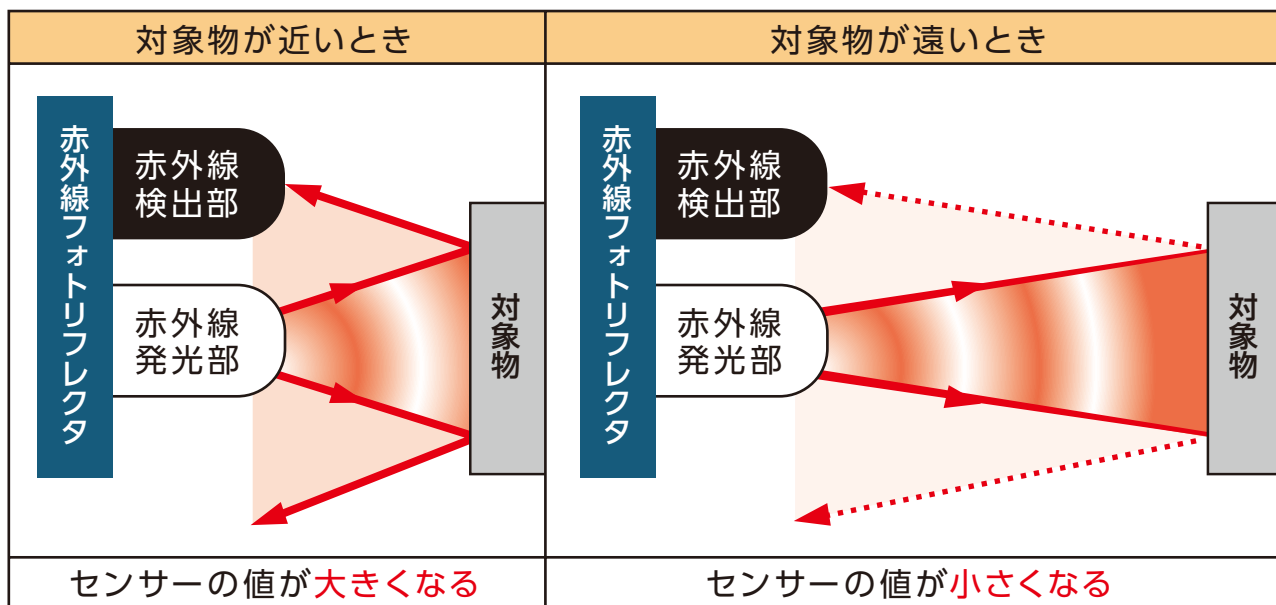 対象物が近いとき
対象物が遠いとき
赤外線フォトリフレクタ
赤外線
検出部
赤外線
発光部
対象物
赤外線フォトリフレクタ
赤外線
検出部
赤外線
発光部
対象物
センサーの値が大きくなる
センサーの値が小さくなる